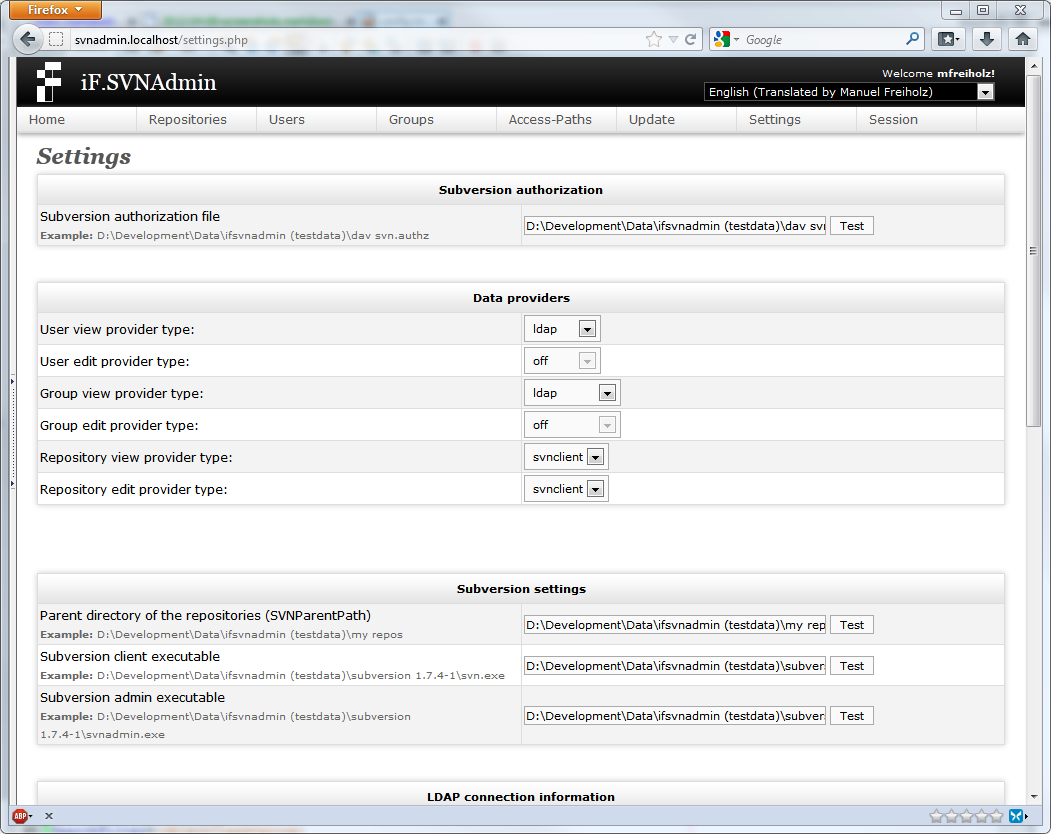 Firefox
svnadmin.localhost/settings.php
Google
iF.SVNAdmin
Welcome mfreiholz!
English (Translated by Manuel Freiholz)
Home Repositories Users Groups Access-Paths Update Settings Session
Settings
Subversion authorization
Subversion authorization file
Example: D:\Development\Data\ifsvnadmin (testdata)\dav svn.authz
D:\Development\Data\ifsvnadmin (testdata)\dav svn Test
Data providers
User view provider type: ldap
User edit provider type: off
Group view provider type: ldap
Group edit provider type: off
Repository view provider type: svnclient
Repository edit provider type: svnclient
Subversion settings
Parent directory of the repositories (SVNParentPath)
Example: D:\Development\Data\ifsvnadmin (testdata)\my repos
D:\Development\Data\ifsvnadmin (testdata)\my rep Test
Subversion client executable
Example: D:\Development\Data\ifsvnadmin (testdata)\subversion 1.7.4-1\svn.exe
D:\Development\Data\ifsvnadmin (testdata)\subver Test
Subversion admin executable
Example: D:\Development\Data\ifsvnadmin (testdata)\subversion
1.7.4-1\svnadmin.exe
D:\Development\Data\ifsvnadmin (testdata)\subver Test
LDAP connection information
ABP